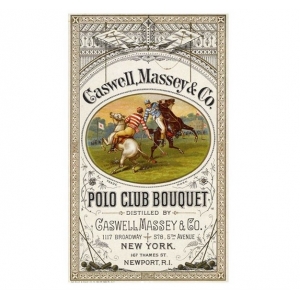 Caswell, Massey & Co.
POLO CLUB BOUQUET
DISTILLED BY
CASWELL, MASSEY & CO.
1117 BROADWAY & 578, 5TH AVENUE
NEW YORK.
167 THAMES ST.
NEWPORT, R.I.